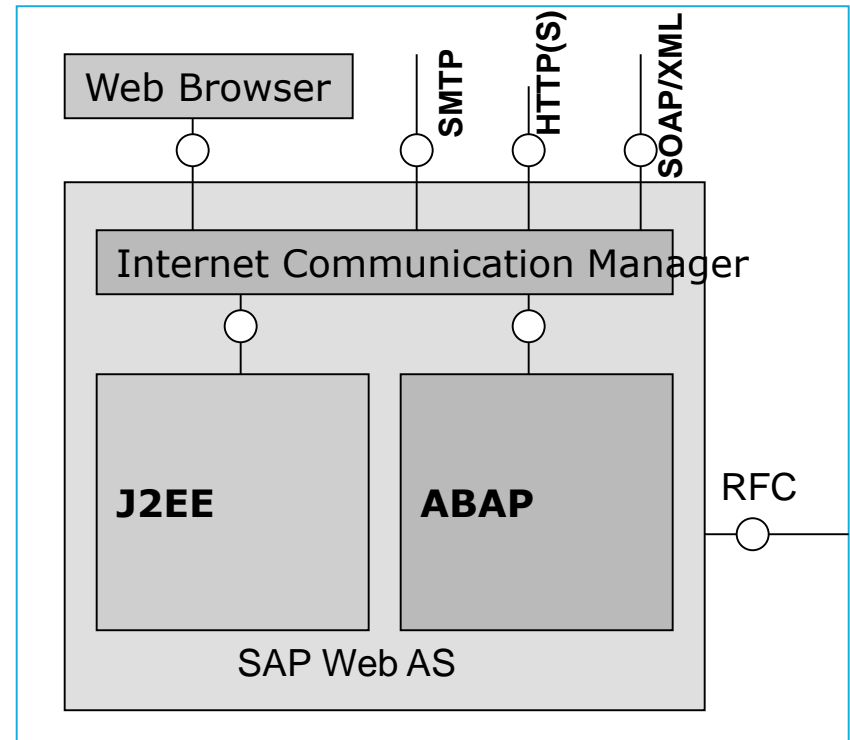 Web Browser
SMTP
HTTP(S)
SOAP/XML
Internet Communication Manager
J2EE
ABAP
RFC
SAP Web AS